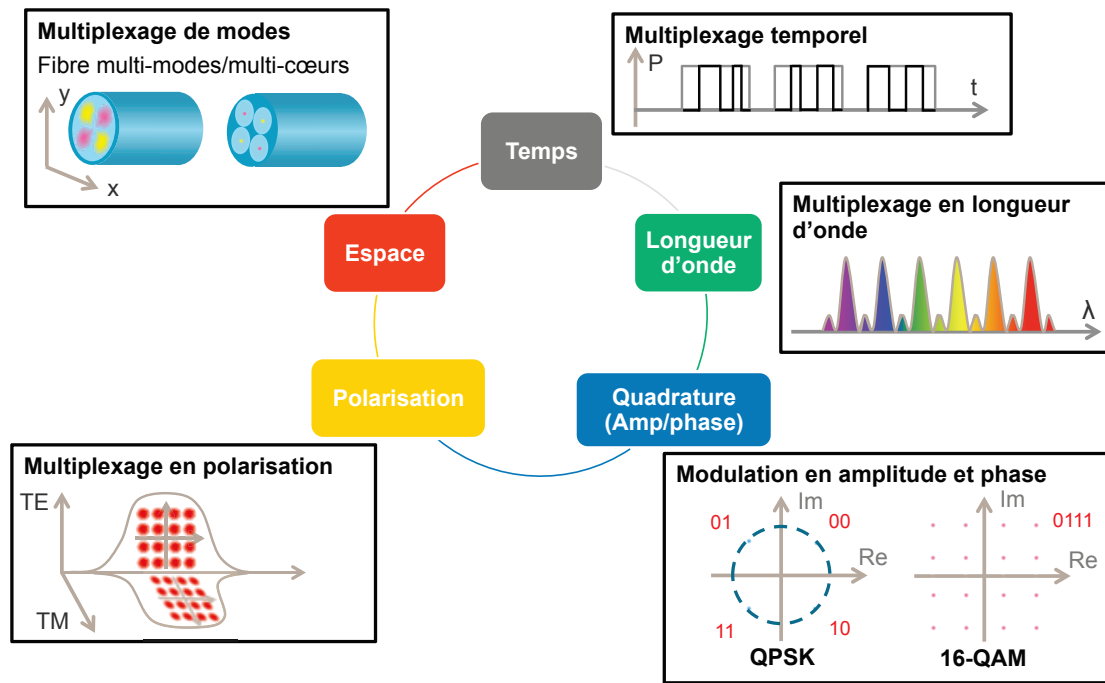 Multiplexage de modes
Fibre multi-modes/multi-cœurs
y
x
Multiplexage temporel
P
t
Temps
Espace
Longueur
d'onde
Multiplexage en longueur
d'onde
λ
Polarisation
Quadrature
(Amp/phase)
Multiplexage en polarisation
TE
TM
Modulation en amplitude et phase
Im
01
00
Re
11
10
QPSK
Im
0111
Re
16-QAM